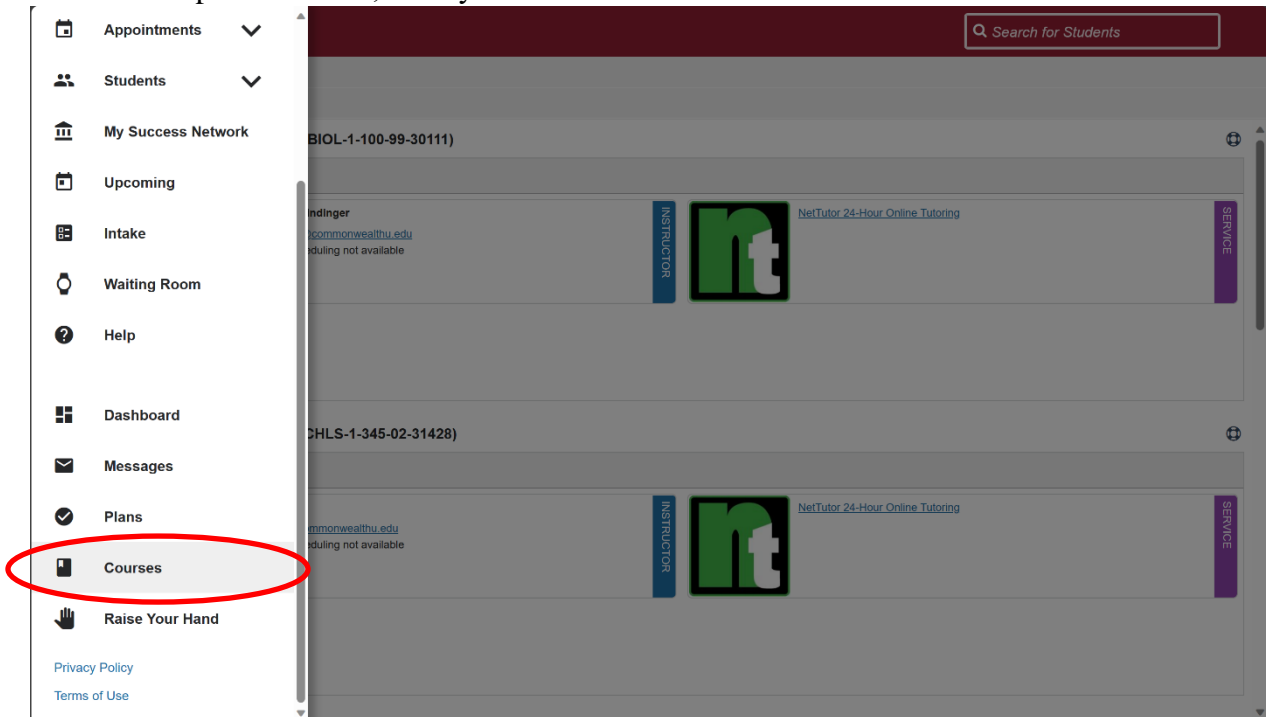 Appointments
Students
My Success Network
Upcoming
Intake
Waiting Room
Help
Dashboard
Messages
Plans
Courses
Raise Your Hand
Privacy Policy
Terms of Use
Search for Students
BIOL-1-100-99-30111)
indinger
@commonwealthu.edu
eduling not available
INSTRUCTOR
nt
NetTutor 24-Hour Online Tutoring
SERVICE
CHLS-1-345-02-31428)
ommonwealthu.edu
eduling not available
INSTRUCTOR
nt
NetTutor 24-Hour Online Tutoring
SERVICE